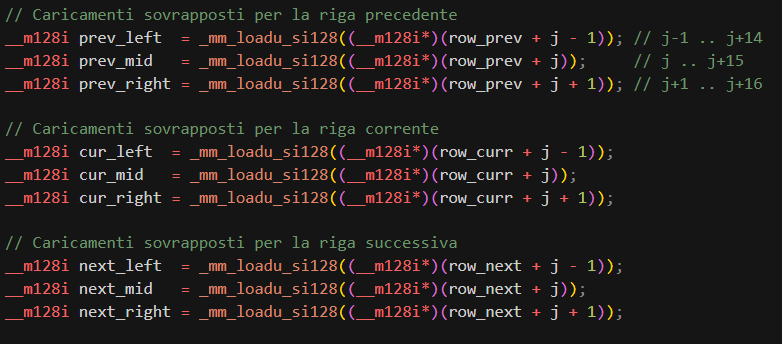 // Caricamenti sovrapposti per la riga precedente
__m128i prev_left  = _mm_loadu_si128((__m128i*)(row_prev + j - 1)); // j-1 .. j+14
__m128i prev_mid   = _mm_loadu_si128((__m128i*)(row_prev + j));     // j .. j+15
__m128i prev_right = _mm_loadu_si128((__m128i*)(row_prev + j + 1)); // j+1 .. j+16

// Caricamenti sovrapposti per la riga corrente
__m128i cur_left  = _mm_loadu_si128((__m128i*)(row_curr + j - 1));
__m128i cur_mid   = _mm_loadu_si128((__m128i*)(row_curr + j));
__m128i cur_right = _mm_loadu_si128((__m128i*)(row_curr + j + 1));

// Caricamenti sovrapposti per la riga successiva
__m128i next_left  = _mm_loadu_si128((__m128i*)(row_next + j - 1));
__m128i next_mid   = _mm_loadu_si128((__m128i*)(row_next + j));
__m128i next_right = _mm_loadu_si128((__m128i*)(row_next + j + 1));